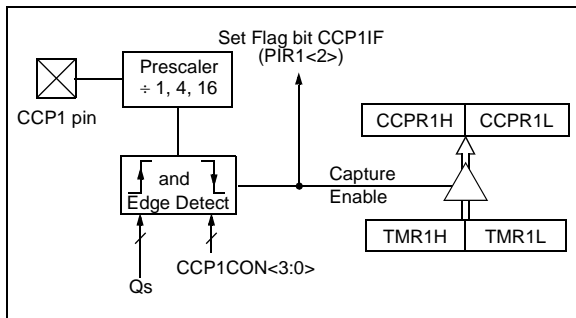 Set Flag bit CCP1IF
(PIR1<2>)
Prescaler
÷ 1, 4, 16
CCP1 pin
CCPR1H CCPR1L
and
Edge Detect
Capture
Enable
TMR1H TMR1L
CCP1CON<3:0>
Qs